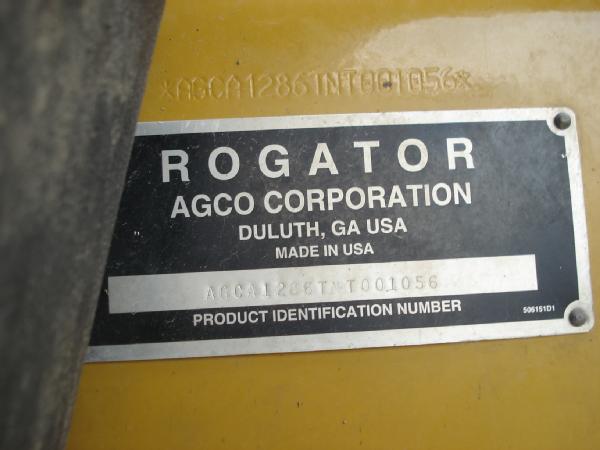 *AGCA1286TNT001056*
ROGATOR
AGCO CORPORATION
DULUTH, GA USA
MADE IN USA
AGCA1286TNT001056
PRODUCT IDENTIFICATION NUMBER
506151D1